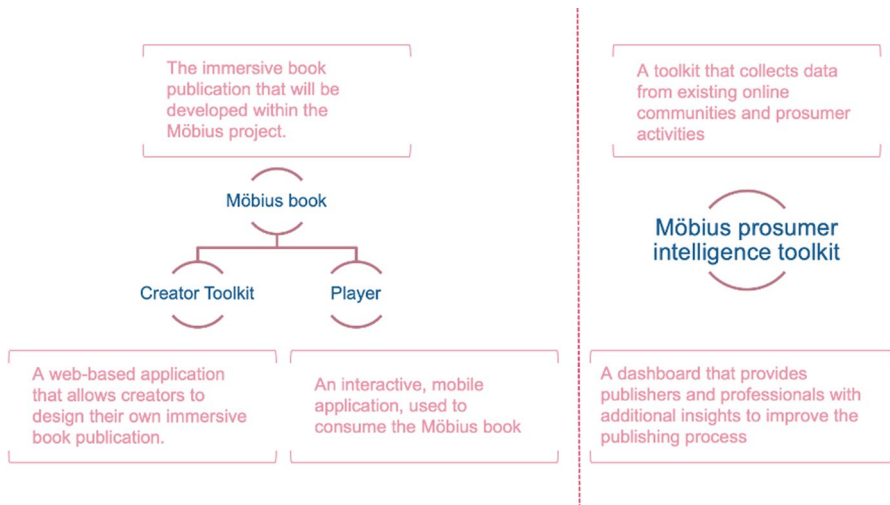 The immersive book
publication that will be
developed within the
Möbius project.
Möbius book
Creator Toolkit
Player
A web-based application
that allows creators to
design their own immersive
book publication.
An interactive, mobile
application, used to
consume the Möbius book
A toolkit that collects data
from existing online
communities and prosumer
activities
Möbius prosumer
intelligence toolkit
A dashboard that provides
publishers and professionals with
additional insights to improve the
publishing process